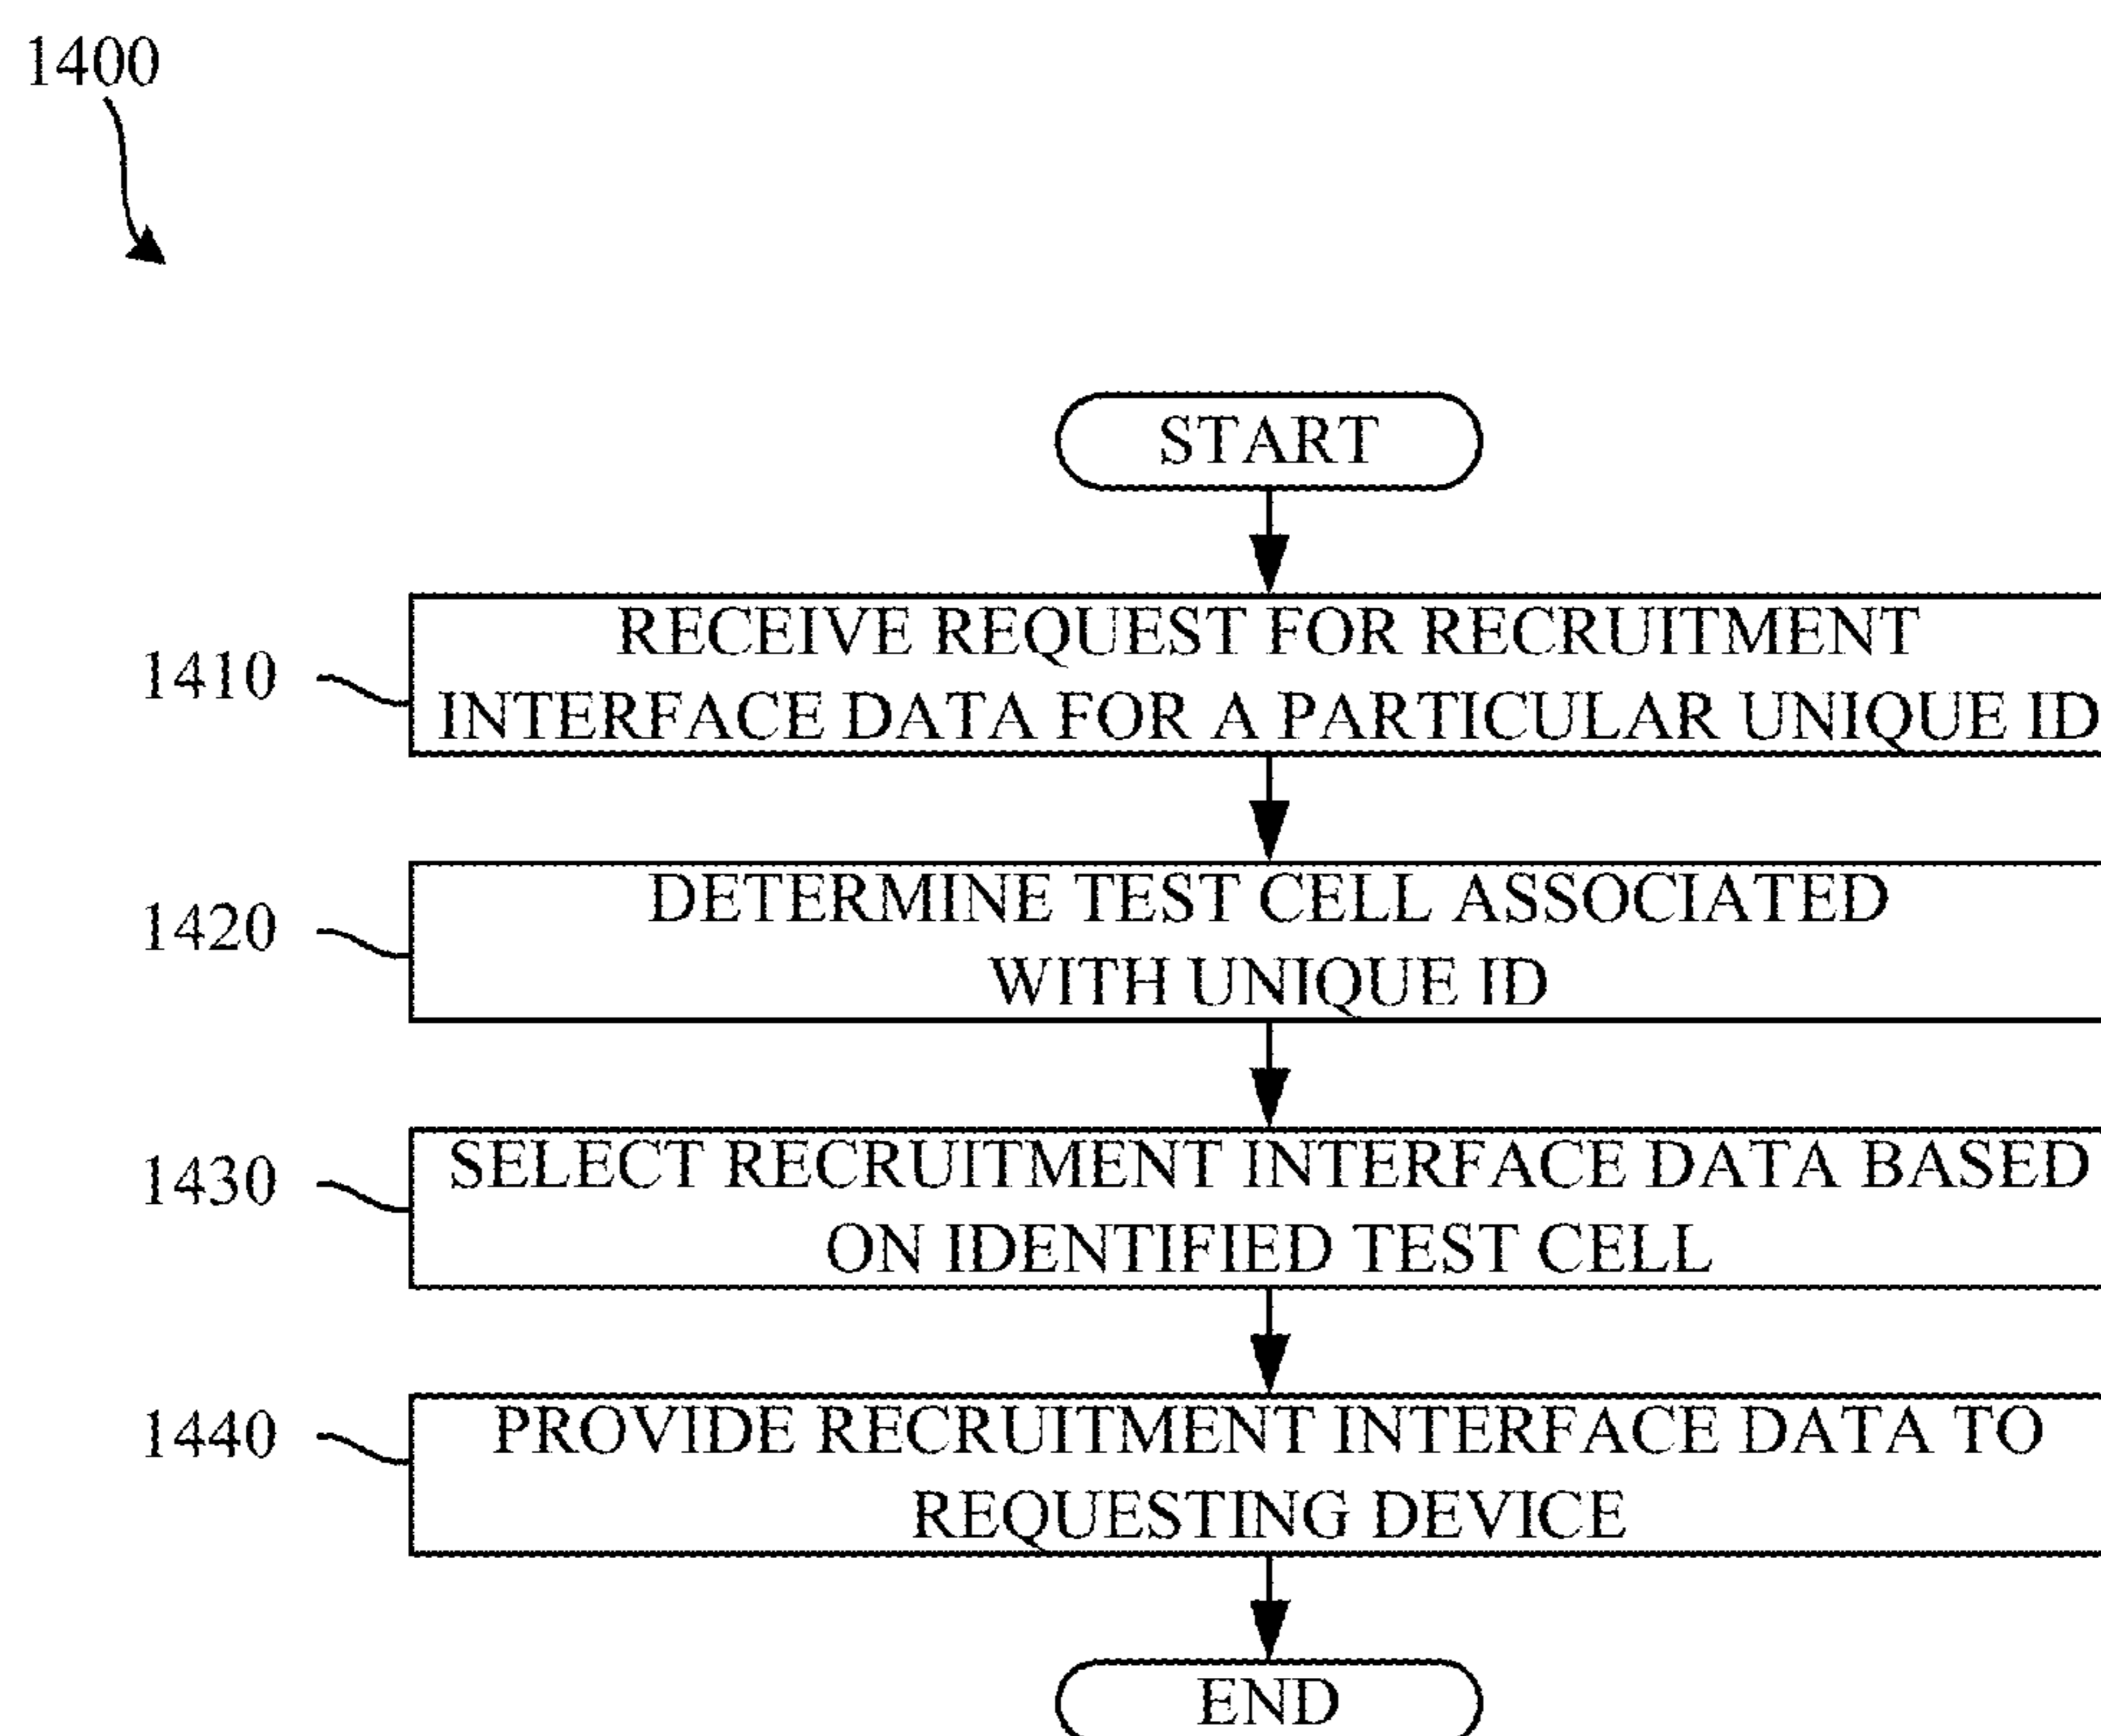 1400
START
1410
RECEIVE REQUEST FOR RECRUITMENT
INTERFACE DATA FOR A PARTICULAR UNIQUE ID
1420
DETERMINE TEST CELL ASSOCIATED
WITH UNIQUE ID
1430
SELECT RECRUITMENT INTERFACE DATA BASED
ON IDENTIFIED TEST CELL
1440
PROVIDE RECRUITMENT INTERFACE DATA TO
REQUESTING DEVICE
END